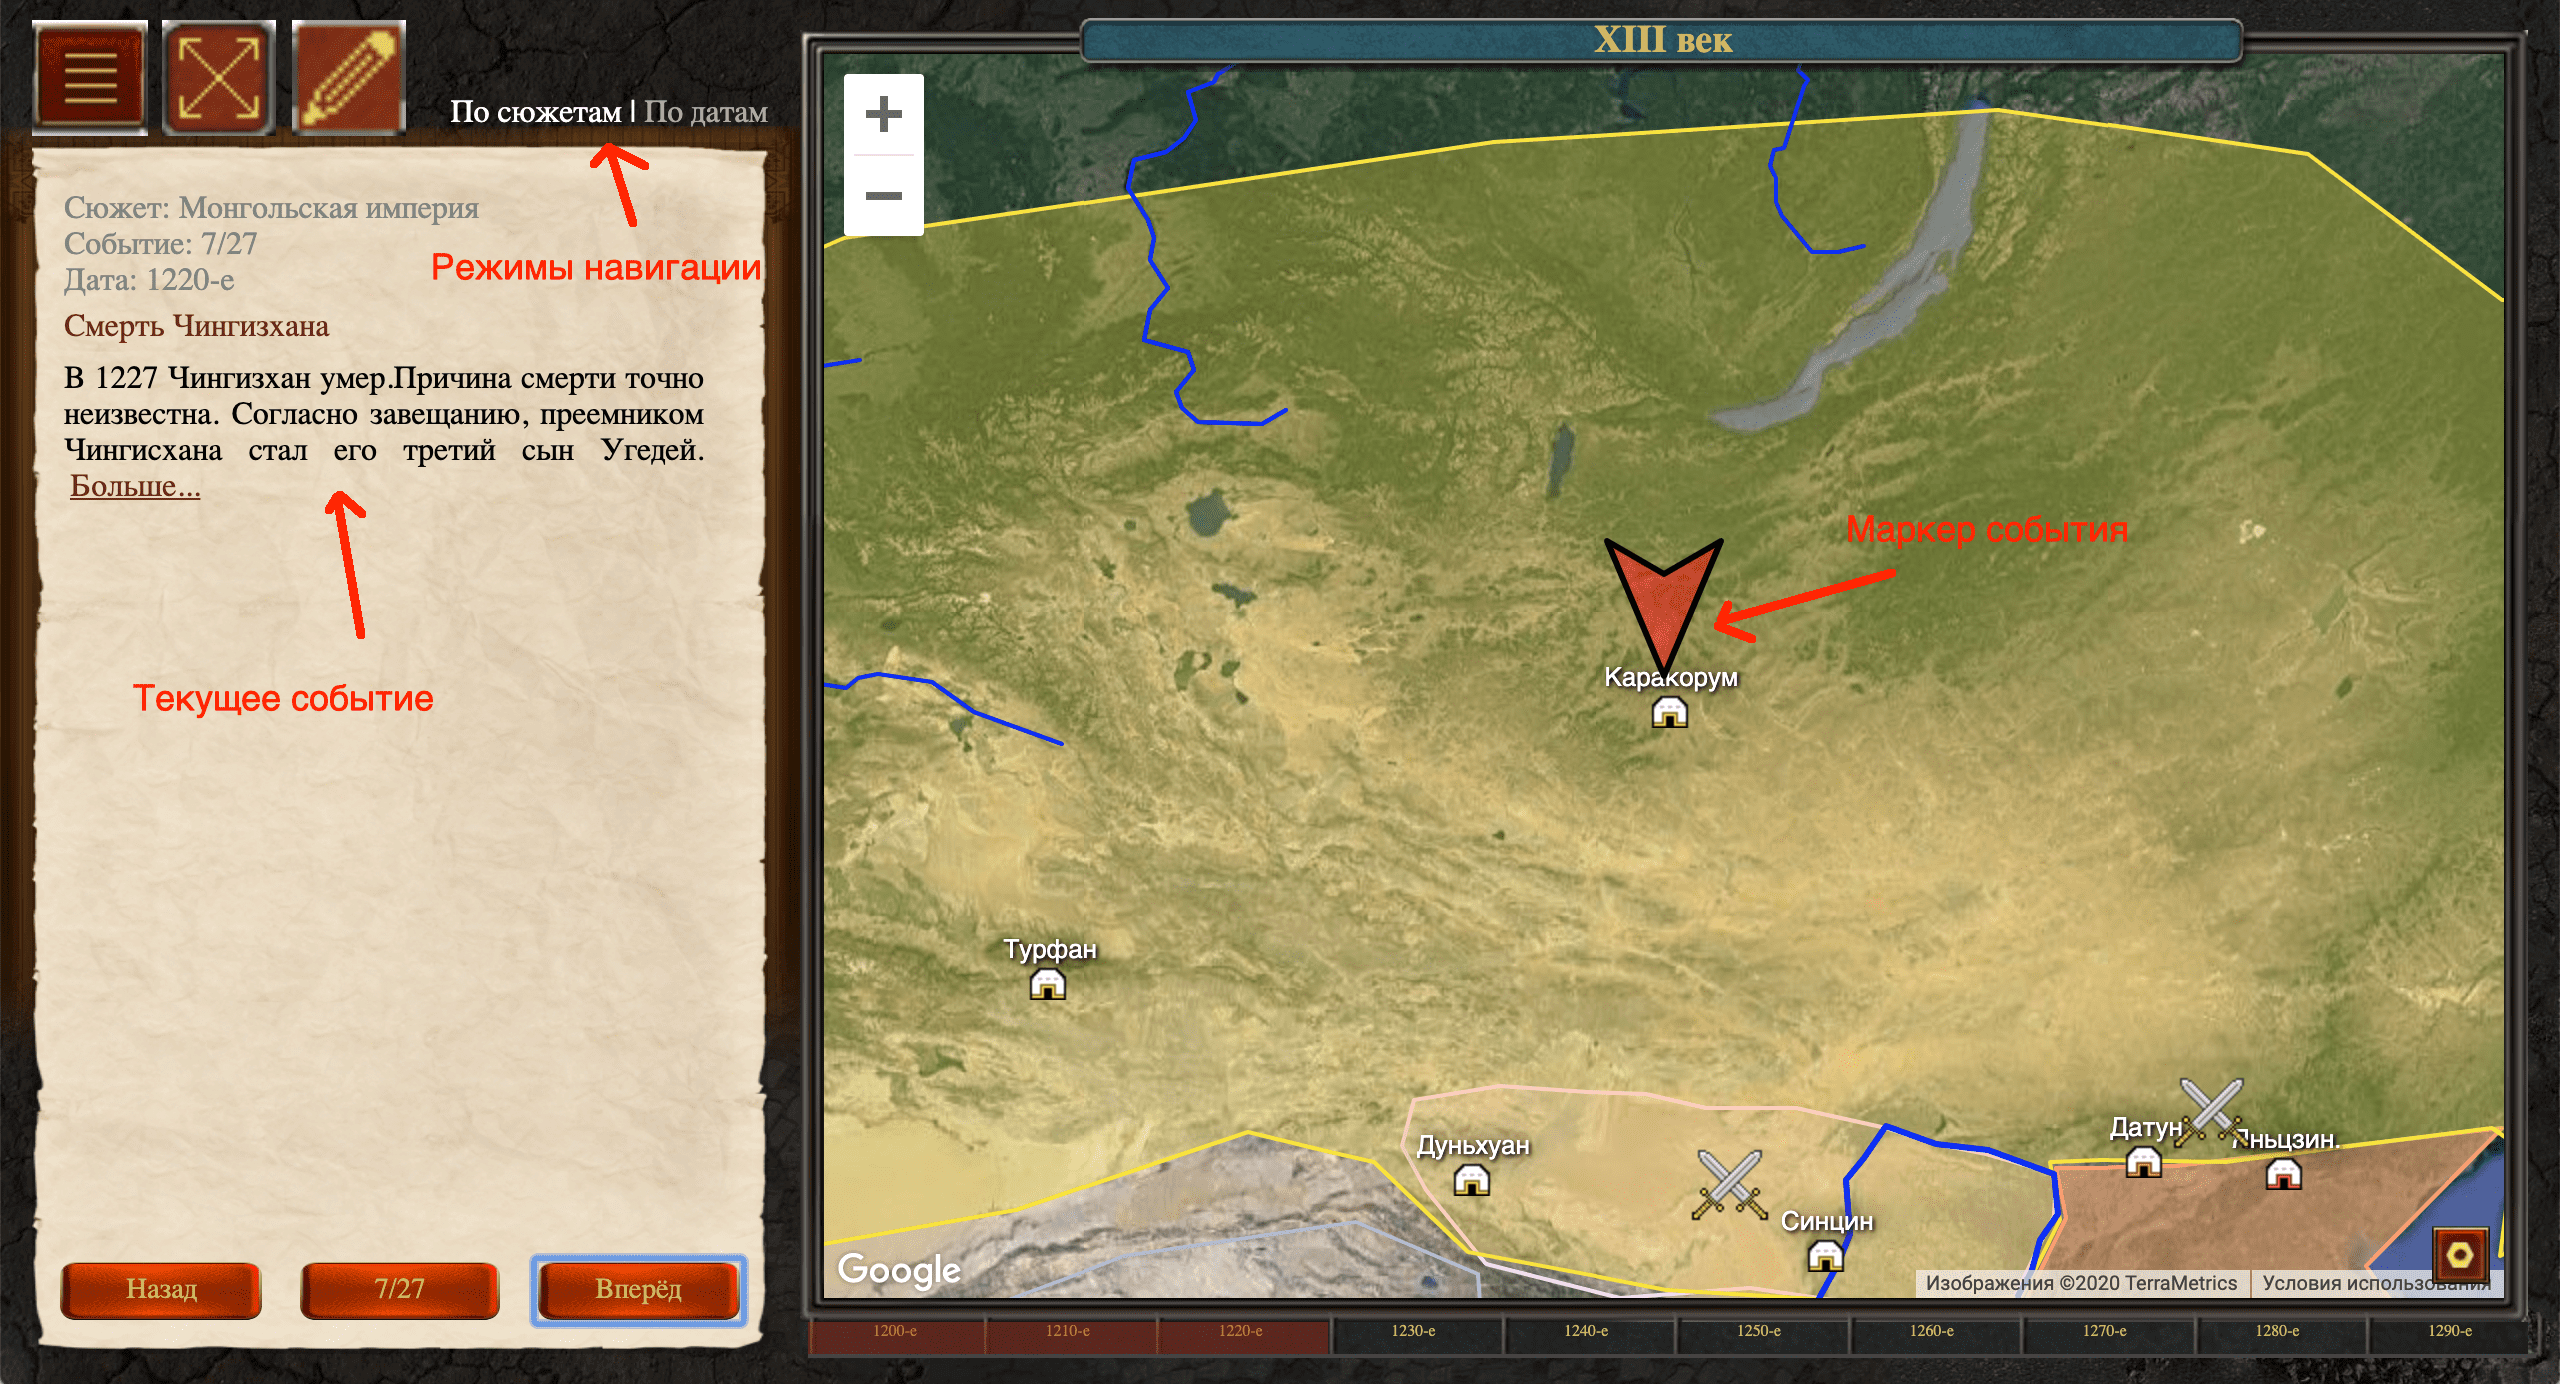 XIII век
По сюжетам | По датам
Сюжет: Монгольская империя
Событие: 7/27
Дата: 1220-е
Режимы навигации
Смерть Чингизхана
В 1227 Чингизхан умер.Причина смерти точно
неизвестна. Согласно завещанию, преемником
Чингисхана стал его третий сын Угедей.
Больше...
Текущее событие
Маркер события
Каракорум
Турфан
Дуньхуан
Синцин
Датун
Google
Изображения ©2020 TerraMetrics
Условия использования
Назад
7/27
Вперёд
1200-е
1210-е
1220-е
1230-е
1240-е
1250-е
1260-е
1270-е
1280-е
1290-е